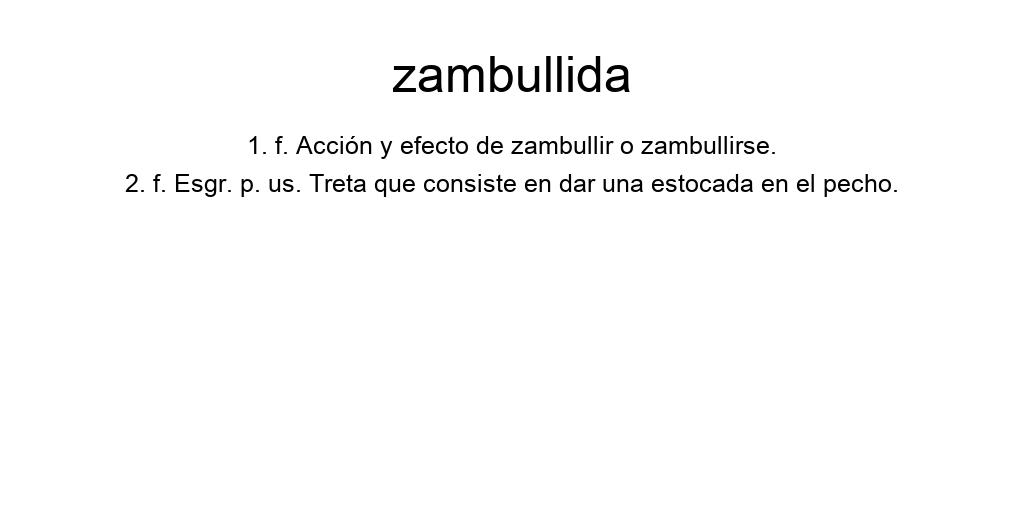 zambullida
1. f. Acción y efecto de zambullir o zambullirse.
2. f. Esgr. p. us. Treta que consiste en dar una estocada en el pecho.